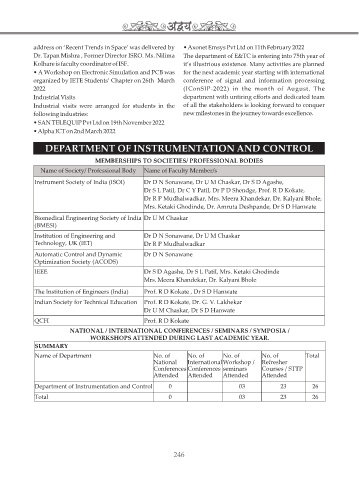 अद्वय
address on 'Recent Trends in Space' was delivered by
Dr. Tapan Mishra , Former Director ISRO. Ms. Nilima
Kolhare is faculty coordinator of ISF.
• A Workshop on Electronic Simulation and PCB was
organized by IETE Students' Chapter on 26th March
2022.
Industrial Visits
Industrial visits were arranged for students in the
following industries:
• SAN TELEQUIP Pvt Ltd on 19th November 2022
• Alpha ICT on 2nd March 2022
• Axonet Emsys Pvt Ltd on 11th February 2022
The department of E&TC is entering into 75th year of
it's illustrious existence. Many activities are planned
for the next academic year starting with international
conference of signal and information processing
(IConSIP-2022) in the month of August. The
department with untiring efforts and dedicated team
of all the stakeholders is looking forward to conquer
new milestones in the journey towards excellence.
DEPARTMENT OF INSTRUMENTATION AND CONTROL
MEMBERSHIPS TO SOCIETIES/ PROFESSIONAL BODIES
Name of Society/ Professional Body Name of Faculty Member/s
Instrument Society of India (ISOI) Dr D N Sonawane, Dr U M Chaskar, Dr S D Agashe,
Dr S L Patil, Dr C Y Patil, Dr P D Shendge, Prof. R D Kokate,
Dr R P Mudhalwadkar, Mrs. Meera Khandekar, Dr. Kalyani Bhole,
Mrs. Ketaki Ghodinde, Dr. Amruta Deshpande, Dr S D Hanwate
Biomedical Engineering Society of India Dr U M Chaskar
(BMESI)
Institution of Engineering and Dr D N Sonawane, Dr U M Chaskar
Technology, UK (IET) Dr R P Mudhalwadkar
Automatic Control and Dynamic Dr D N Sonawane
Optimization Society (ACODS)
IEEE Dr S D Agashe, Dr S L Patil, Mrs. Ketaki Ghodinde
Mrs. Meera Khandekar, Dr. Kalyani Bhole
The Institution of Engineers (India) Prof. R D Kokate , Dr S D Hanwate
Indian Society for Technical Education Prof. R D Kokate, Dr. G. V. Lakhekar
Dr U M Chaskar, Dr S D Hanwate
QCFI Prof. R D Kokate
NATIONAL / INTERNATIONAL CONFERENCES / SEMINARS / SYMPOSIA /
WORKSHOPS ATTENDED DURING LAST ACADEMIC YEAR.
SUMMARY
Name of Department No. of No. of No. of No. of Total
National International Workshop / Refresher
Conferences Conferences seminars Courses / STTP
Attended Attended Attended Attended
Department of Instrumentation and Control 0 03 23 26
Total 0 03 23 26
246